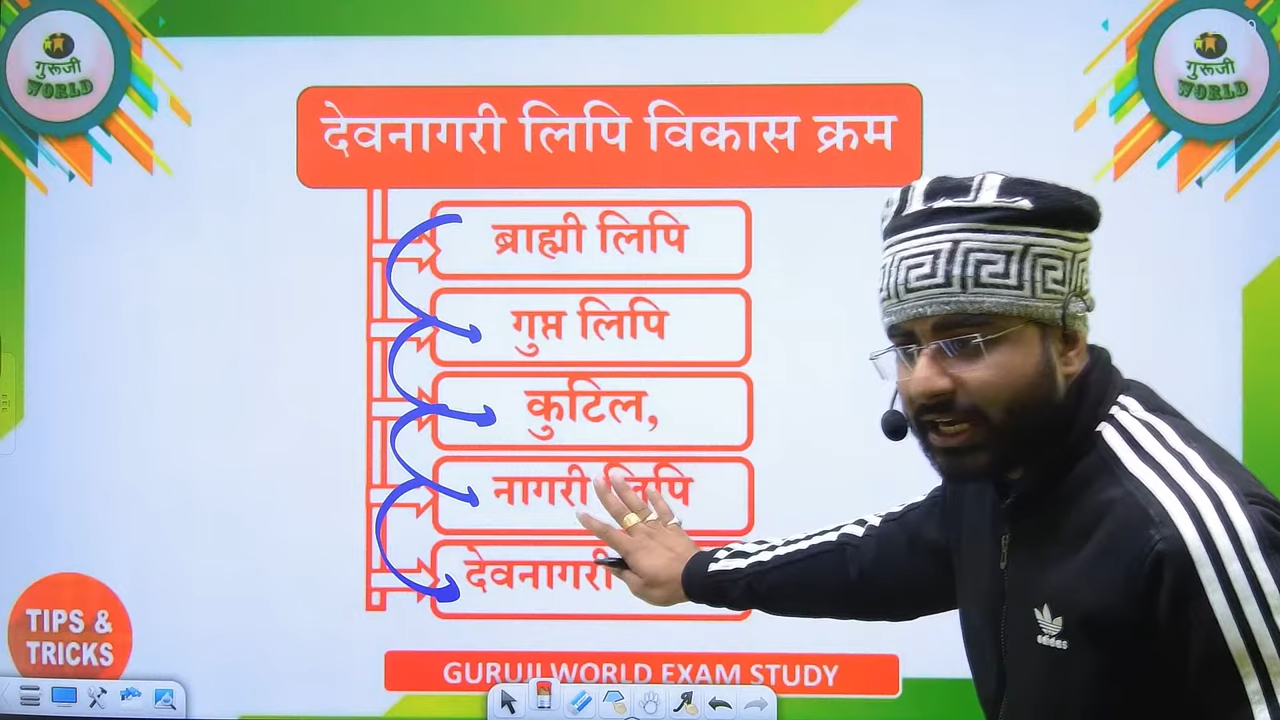 गुरूजी
WORLD
गुरूजी
WORLD
देवनागरी लिपि विकास क्रम
ब्राह्मी लिपि
गुप्त लिपि
कुटिल,
नागरी लिपि
देवनागरी
TIPS &
TRICKS
GURUJI WORLD EXAM STUDY
adidas